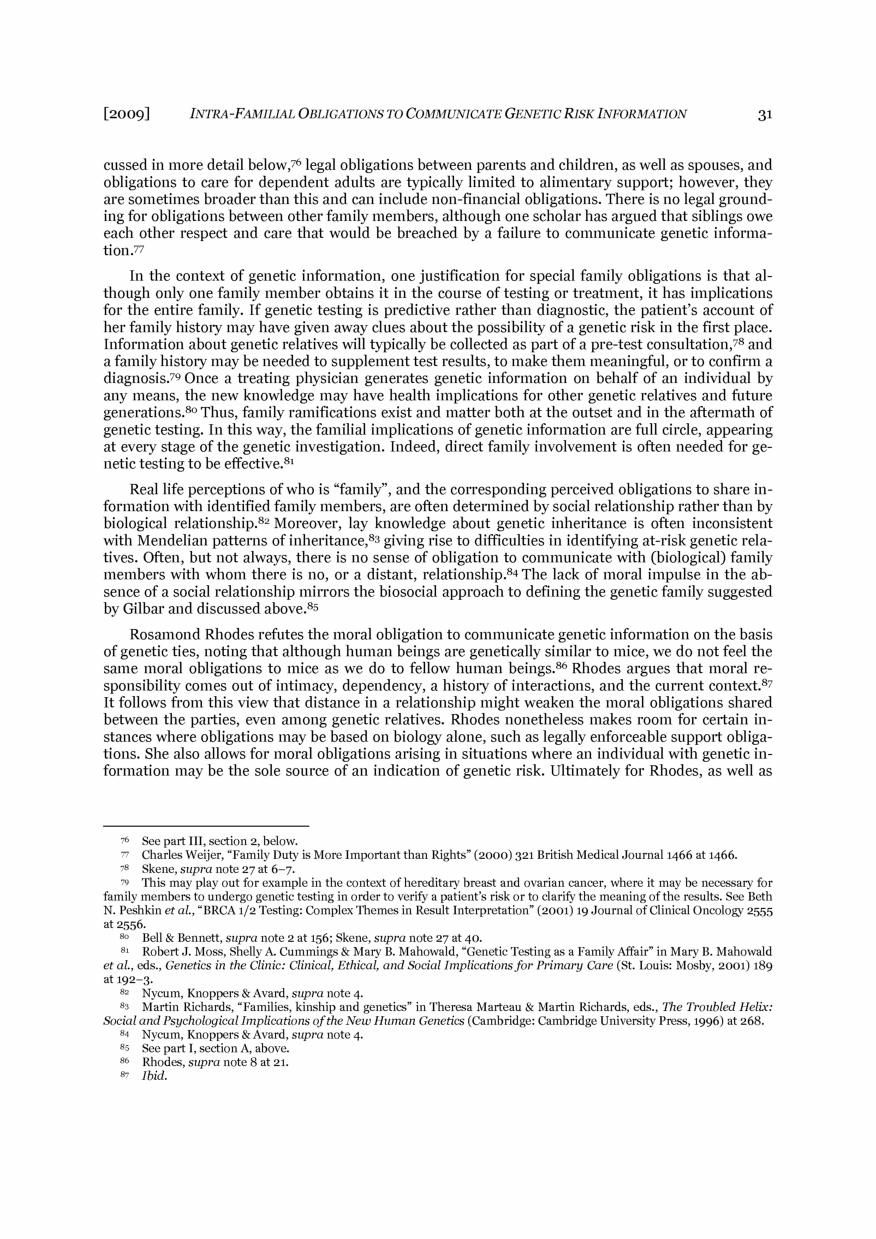 [2009] INTRA-FAMILIAL OBLIGATIONS TO COMMUNICATE GENETIC RISK INFORMATION 31
cussed in more detail below,76 legal obligations between parents and children, as well as spouses, and
obligations to care for dependent adults are typically limited to alimentary support; however, they
are sometimes broader than this and can include non-financial obligations. There is no legal ground-
ing for obligations between other family members, although one scholar has argued that siblings owe
each other respect and care that would be breached by a failure to communicate genetic informa-
tion.77
In the context of genetic information, one justification for special family obligations is that al-
though only one family member obtains it in the course of testing or treatment, it has implications
for the entire family. If genetic testing is predictive rather than diagnostic, the patient’s account of
her family history may have given away clues about the possibility of a genetic risk in the first place.
Information about genetic relatives will typically be collected as part of a pre-test consultation,78 and
a family history may be needed to supplement test results, to make them meaningful, or to confirm a
diagnosis.79 Once a treating physician generates genetic information on behalf of an individual by
any means, the new knowledge may have health implications for other genetic relatives and future
generations.80 Thus, family ramifications exist and matter both at the outset and in the aftermath of
genetic testing. In this way, the familial implications of genetic information are full circle, appearing
at every stage of the genetic investigation. Indeed, direct family involvement is often needed for ge-
netic testing to be effective.81
Real life perceptions of who is “family”, and the corresponding perceived obligations to share in-
formation with identified family members, are often determined by social relationship rather than by
biological relationship.82 Moreover, lay knowledge about genetic inheritance is often inconsistent
with Mendelian patterns of inheritance,83 giving rise to difficulties in identifying at-risk genetic rela-
tives. Often, but not always, there is no sense of obligation to communicate with (biological) family
members with whom there is no, or a distant, relationship.84 The lack of moral impulse in the ab-
sence of a social relationship mirrors the biosocial approach to defining the genetic family suggested
by Gilbar and discussed above.85
Rosamond Rhodes refutes the moral obligation to communicate genetic information on the basis
of genetic ties, noting that although human beings are genetically similar to mice, we do not feel the
same moral obligations to mice as we do to fellow human beings.86 Rhodes argues that moral re-
sponsibility comes out of intimacy, dependency, a history of interactions, and the current context.87
It follows from this view that distance in a relationship might weaken the moral obligations shared
between the parties, even among genetic relatives. Rhodes nonetheless makes room for certain in-
stances where obligations may be based on biology alone, such as legally enforceable support obliga-
tions. She also allows for moral obligations arising in situations where an individual with genetic in-
formation may be the sole source of an indication of genetic risk. Ultimately for Rhodes, as well as
76 See part III, section 2, below.
77 Charles Weijer, “Family Duty is More Important than Rights” (2000) 321 British Medical Journal 1466 at 1466.
78 Skene, supra note 27 at 6–7.
79 This may play out for example in the context of hereditary breast and ovarian cancer, where it may be necessary for
family members to undergo genetic testing in order to verify a patient’s risk or to clarify the meaning of the results. See Beth
N. Peshkin et al., “BRCA 1/2 Testing: Complex Themes in Result Interpretation” (2001) 19 Journal of Clinical Oncology 2555
at 2556.
80 Bell & Bennett, supra note 2 at 156; Skene, supra note 27 at 40.
81 Robert J. Moss, Shelly A. Cummings & Mary B. Mahowald, “Genetic Testing as a Family Affair” in Mary B. Mahowald
et al., eds., Genetics in the Clinic: Clinical, Ethical, and Social Implications for Primary Care (St. Louis: Mosby, 2001) 189
at 192–3.
82 Nycum, Knoppers & Avard, supra note 4.
83 Martin Richards, “Families, kinship and genetics” in Theresa Marteau & Martin Richards, eds., The Troubled Helix:
Social and Psychological Implications of the New Human Genetics (Cambridge: Cambridge University Press, 1996) at 268.
84 Nycum, Knoppers & Avard, supra note 4.
85 See part I, section A, above.
86 Rhodes, supra note 8 at 21.
87 Ibid.